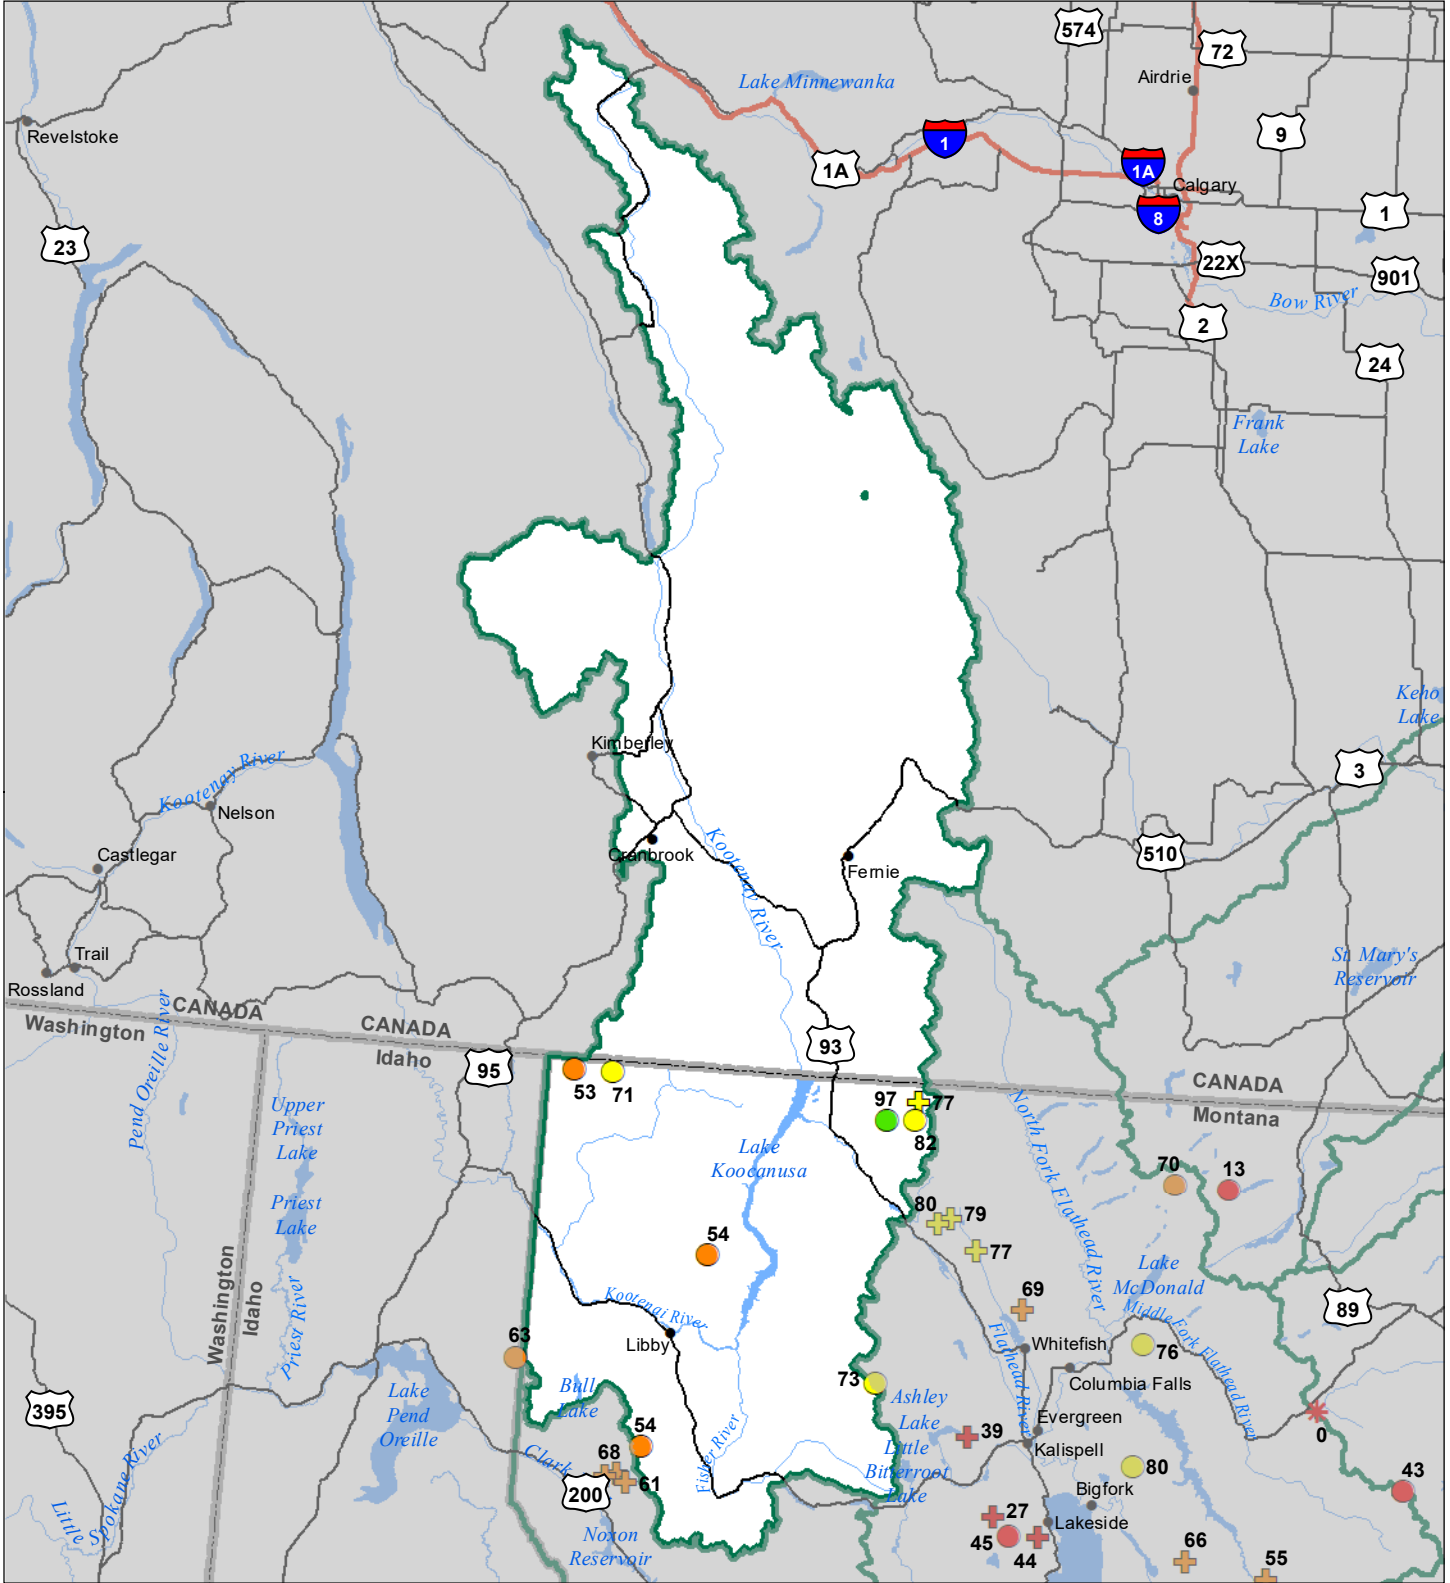 574
72
Airdrie
Lake Minnewanka
Revelstoke
9
1
1A
1A
Calgary
8
1
23
22X
901
Bow River
2
24
Frank
Lake
Keho
Lake
Kimberley
3
Kootenay River
Nelson
Castlegar
Cranbrook
Kootenay River
Fernie
510
Trail
Rossland
St. Mary's
Reservoir
CANADA
Washington
CANADA
Idaho
Pend Oreille River
95
93
CANADA
Montana
53
71
97
77
82
Upper
Priest
Lake
Lake
Koocanusa
North Fork Flathead River
70
13
Priest
Lake
80
79
77
54
Washington
Idaho
Priest River
Lake
McDonald
69
89
Kootenai River
Libby
63
Middle Fork Flathead River
Whitefish
76
Flathead River
Columbia Falls
73
Bull
Lake
Lake
Pend
Oreille
395
Ashley
Lake
Little
Bitterroot
Lake
Evergreen
39
Kalispell
0
54
Clark
68
61
200
Fisher River
80
43
Bigfork
Little Spokane River
27
Lakeside
45
44
Noxon
Reservoir
66
55